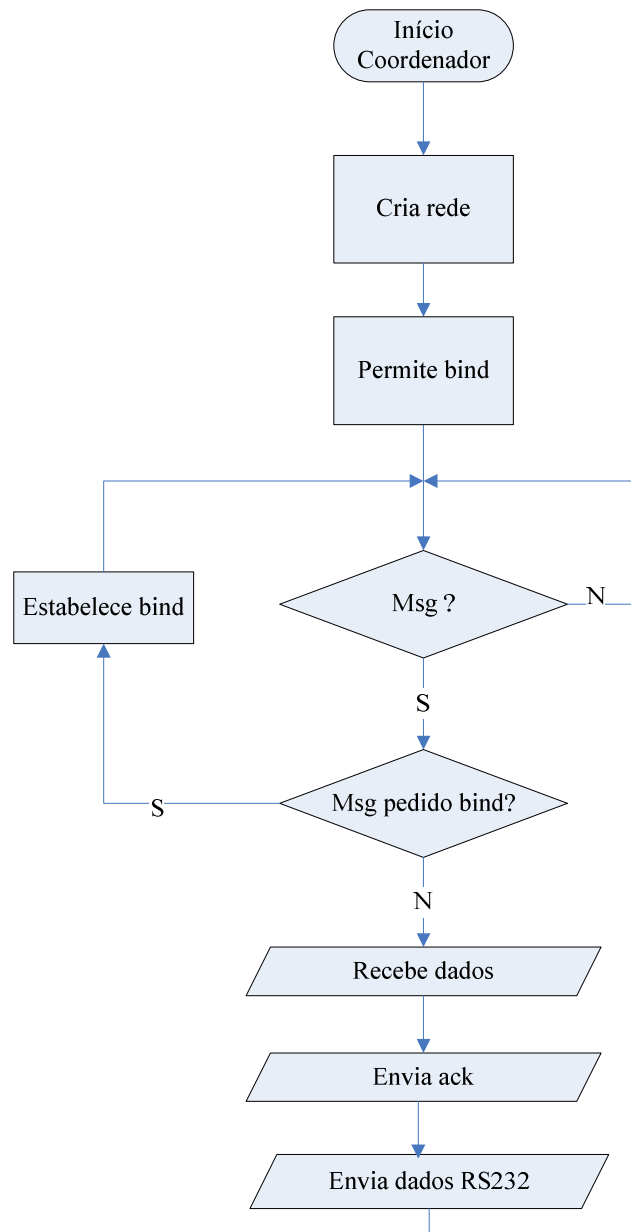 Início
Coordenador
Cria rede
Permite bind
Estabelece bind
Msg ?
N
S
Msg pedido bind?
S
N
Recebe dados
Envia ack
Envia dados RS232